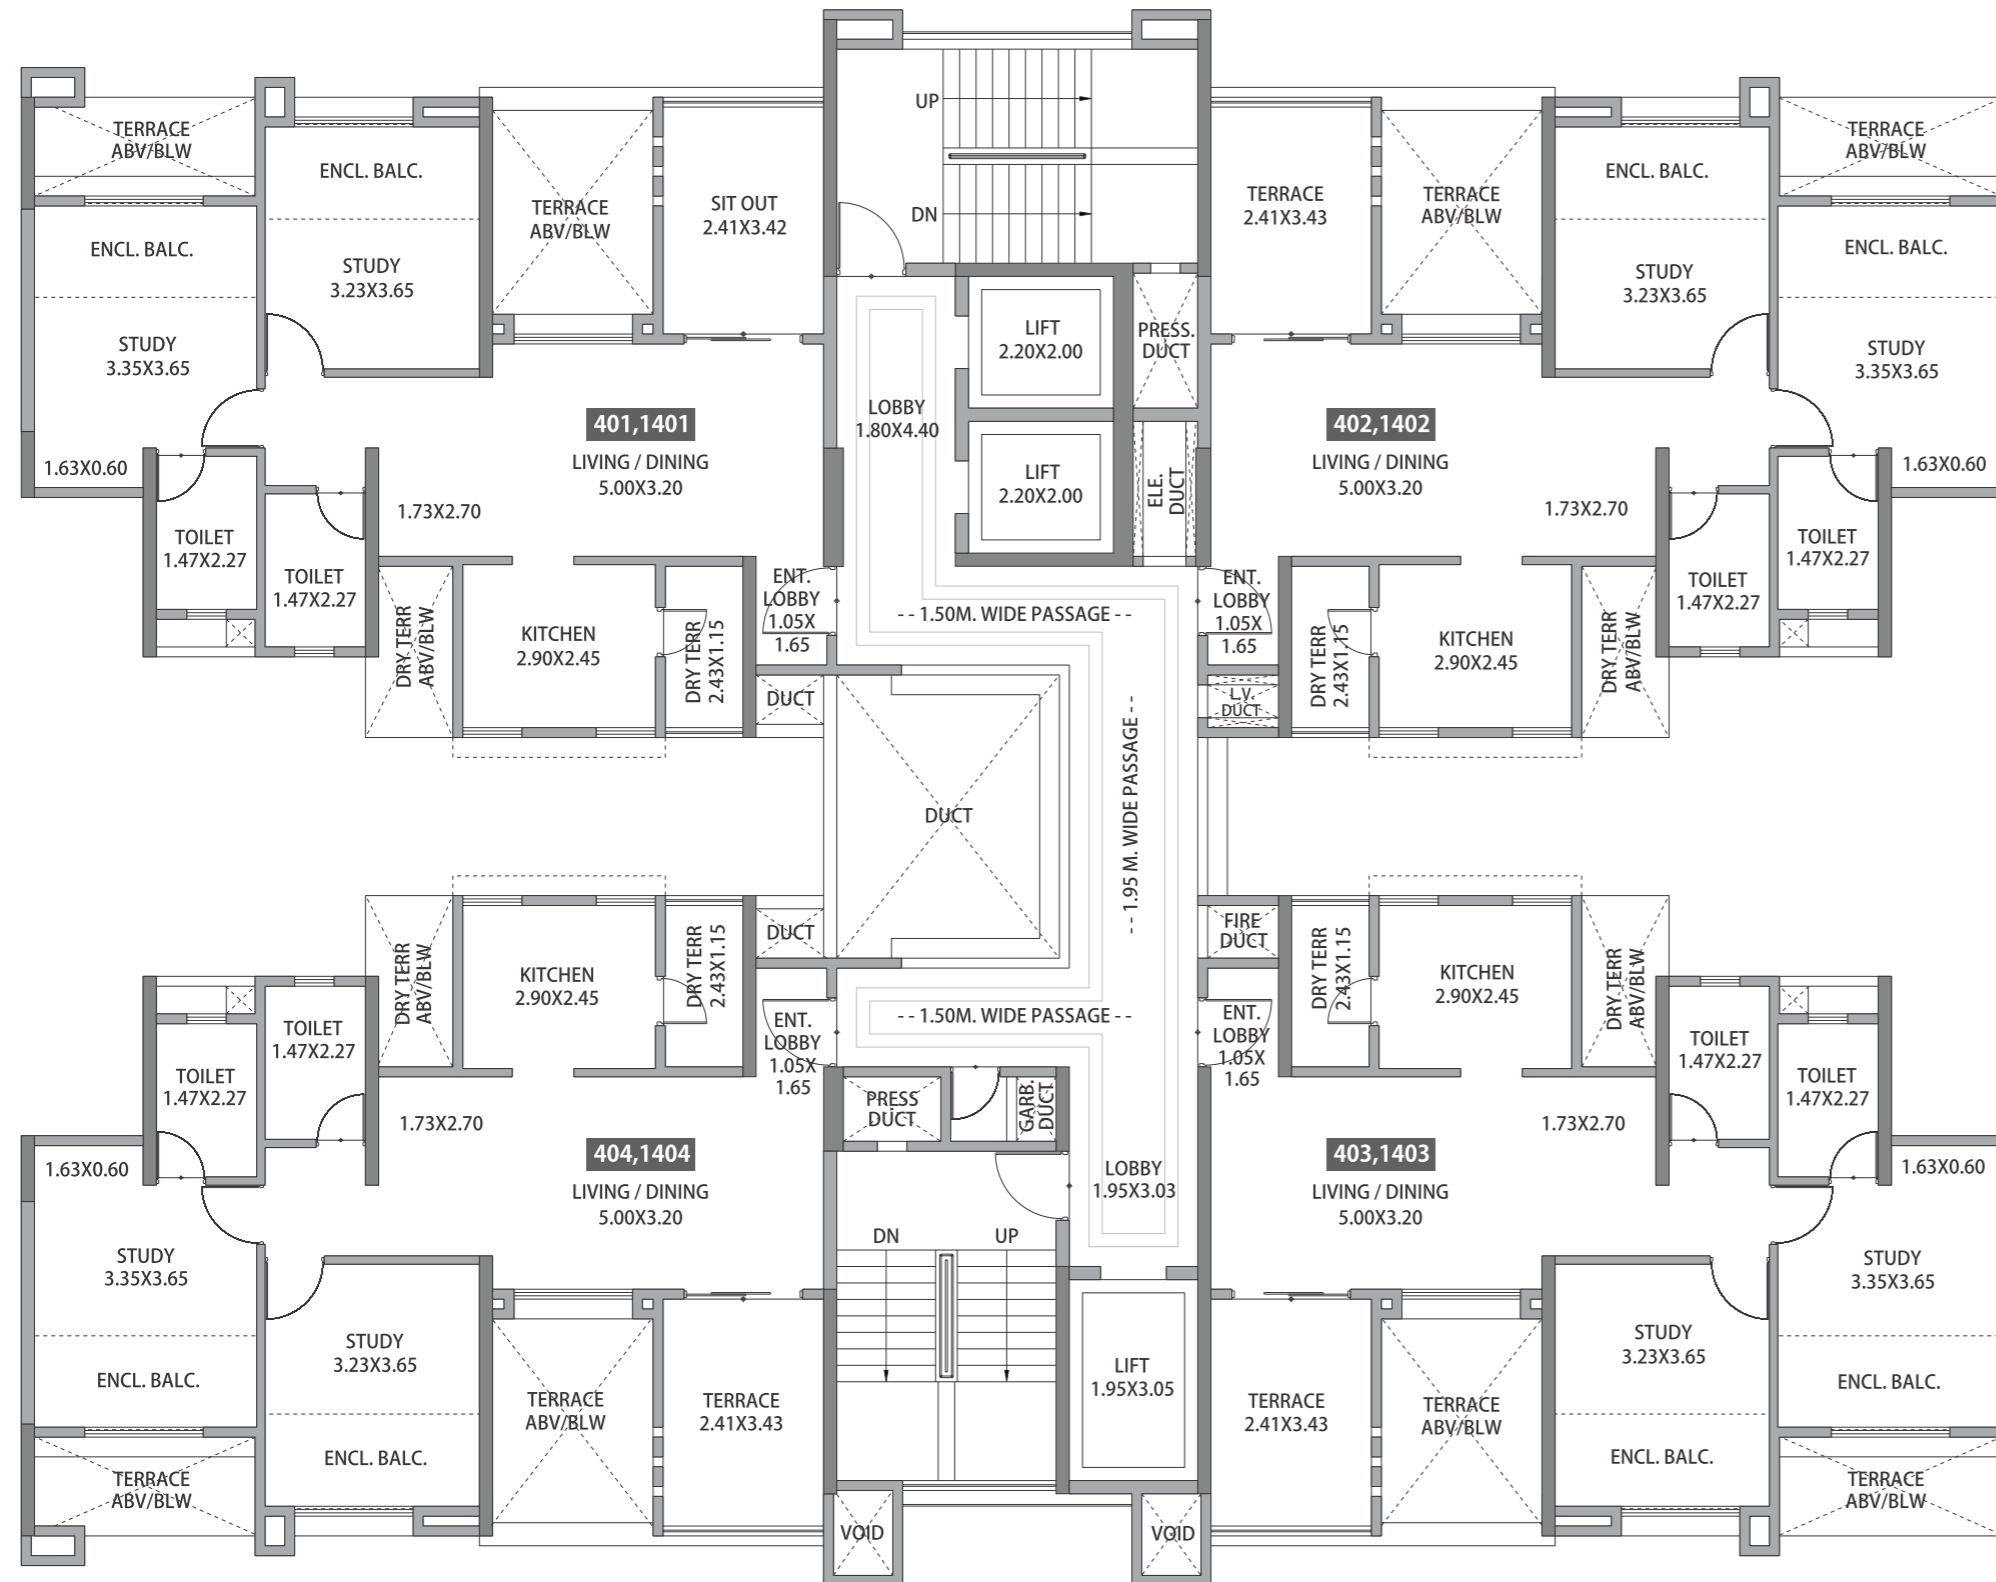 TERRACE
ABV/BLW
ENCL. BALC.
ENCL. BALC.
STUDY
3.23X3.65
STUDY
3.35X3.65
TERRACE
ABV/BLW
SIT OUT
2.41X3.42
401,1401
LIVING / DINING
5.00X3.20
1.63X0.60
1.73X2.70
TOILET
1.47X2.27
TOILET
1.47X2.27
DRY TERR
ABV/BLW
KITCHEN
2.90X2.45
DRY TERR
2.43X1.15
ENT.
LOBBY
1.05X
1.65
DUCT
UP
DN
LIFT
2.20X2.00
PRESS.
DUCT
LOBBY
1.80X4.40
LIFT
2.20X2.00
ELE.
DUCT
-- 1.50M. WIDE PASSAGE --
-- 1.95 M. WIDE PASSAGE --
DUCT
TERRACE
2.41X3.43
TERRACE
ABV/BLW
ENCL. BALC.
TERRACE
ABV/BLW
STUDY
3.23X3.65
ENCL. BALC.
STUDY
3.35X3.65
402,1402
LIVING / DINING
5.00X3.20
1.73X2.70
1.63X0.60
TOILET
1.47X2.27
TOILET
1.47X2.27
ENT.
LOBBY
1.05X
1.65
L.V.
DUCT
DRY TERR
2.43X1.15
KITCHEN
2.90X2.45
DRY TERR
ABV/BLW
DRY TERR
ABV/BLW
KITCHEN
2.90X2.45
DRY TERR
2.43X1.15
DUCT
ENT.
LOBBY
1.05X
1.65
TOILET
1.47X2.27
TOILET
1.47X2.27
1.73X2.70
1.63X0.60
404,1404
LIVING / DINING
5.00X3.20
STUDY
3.35X3.65
ENCL. BALC.
STUDY
3.23X3.65
ENCL. BALC.
TERRACE
ABV/BLW
TERRACE
ABV/BLW
TERRACE
2.41X3.43
-- 1.50M. WIDE PASSAGE --
PRESS
DUCT
GARB.
DUCT
LOBBY
1.95X3.03
DN
UP
LIFT
1.95X3.05
VOID
VOID
FIRE
DUCT
ENT.
LOBBY
1.05X
1.65
DRY TERR
2.43X1.15
KITCHEN
2.90X2.45
DRY TERR
ABV/BLW
TOILET
1.47X2.27
TOILET
1.47X2.27
1.73X2.70
1.63X0.60
403,1403
LIVING / DINING
5.00X3.20
STUDY
3.35X3.65
STUDY
3.23X3.65
ENCL. BALC.
ENCL. BALC.
TERRACE
2.41X3.43
TERRACE
ABV/BLW
TERRACE
ABV/BLW